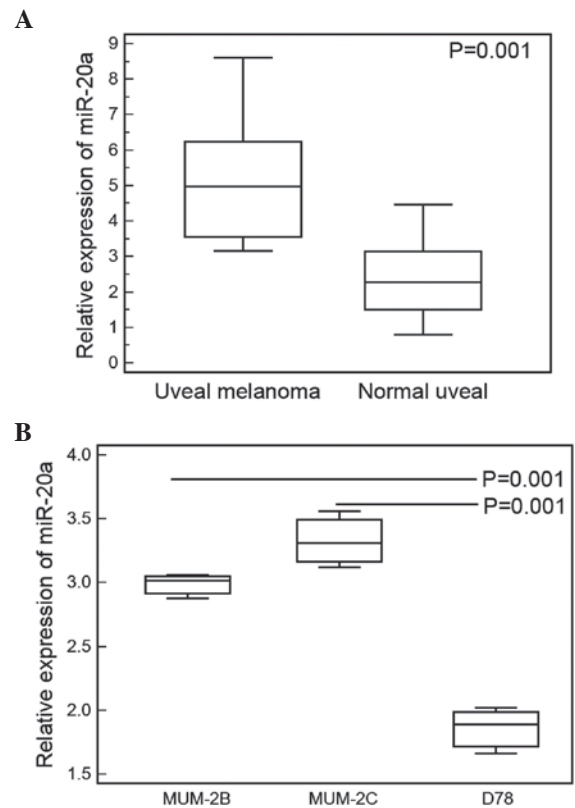 A
Relative expression of miR-20a
9
8
7
6
5
4
3
2
1
0
P=0.001
Uveal melanoma Normal uveal
B
Relative expression of miR-20a
4.0
3.5
3.0
2.5
2.0
1.5
P=0.001
P=0.001
MUM-2B MUM-2C D78